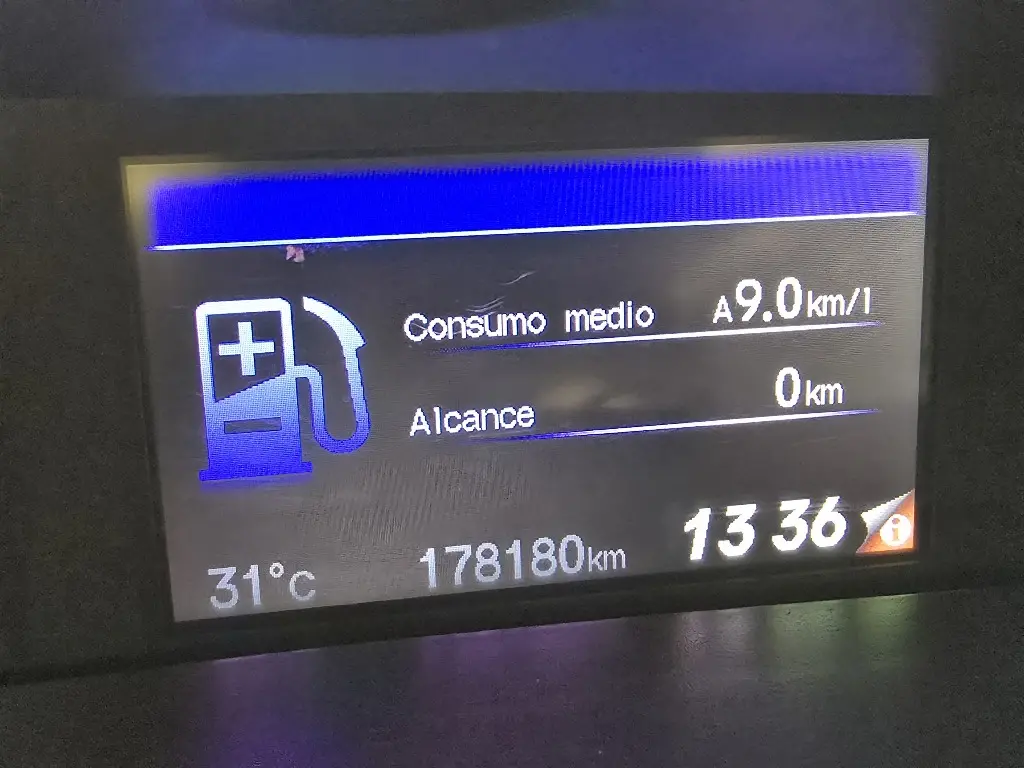 Consumo medio A9.0km/l
Alcance 0km
31°C 178180km 13 36 i